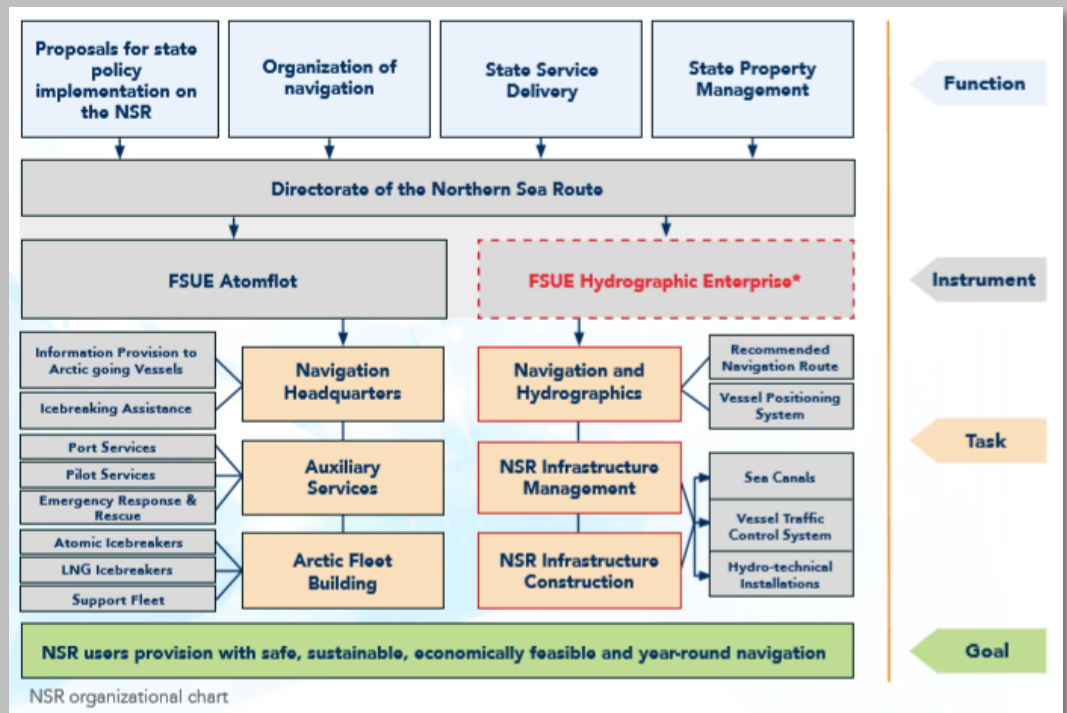 Proposals for state
policy
implementation on
the NSR
Organization of
navigation
State Service
Delivery
State Property
Management
Function
Directorate of the Northern Sea Route
FSUE Atomflot
FSUE Hydrographic Enterprise*
Instrument
Information Provision to
Arctic going Vessels
Icebreaking Assistance
Navigation
Headquarters
Navigation and
Hydrographics
Recommended
Navigation Route
Vessel Positioning
System
Port Services
Pilot Services
Emergency Response &
Rescue
Auxiliary
Services
NSR Infrastructure
Management
Task
Atomic Icebreakers
LNG Icebreakers
Support Fleet
Arctic Fleet
Building
NSR Infrastructure
Construction
Sea Canals
Vessel Traffic
Control System
Hydro-technical
Installations
NSR users provision with safe, sustainable, economically feasible and year-round navigation
Goal
NSR organizational chart